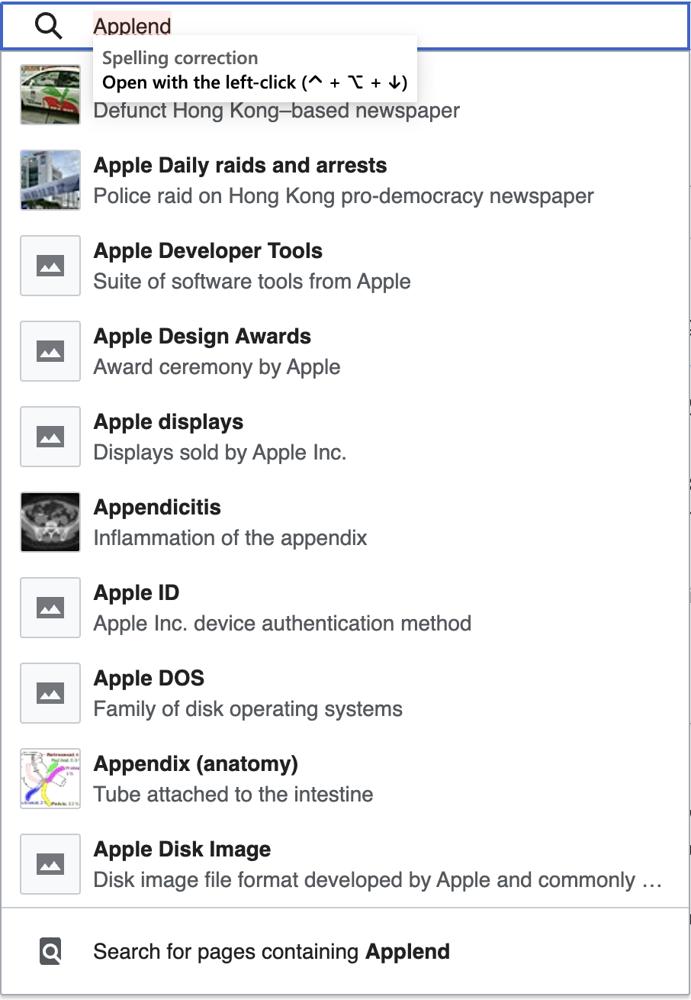 Applend
Spelling correction
Open with the left-click (^ + ⌥ + ↓)
Defunct Hong Kong–based newspaper
Apple Daily raids and arrests
Police raid on Hong Kong pro-democracy newspaper
Apple Developer Tools
Suite of software tools from Apple
Apple Design Awards
Award ceremony by Apple
Apple displays
Displays sold by Apple Inc.
Appendicitis
Inflammation of the appendix
Apple ID
Apple Inc. device authentication method
Apple DOS
Family of disk operating systems
Appendix (anatomy)
Tube attached to the intestine
Apple Disk Image
Disk image file format developed by Apple and commonly …
Search for pages containing Applend